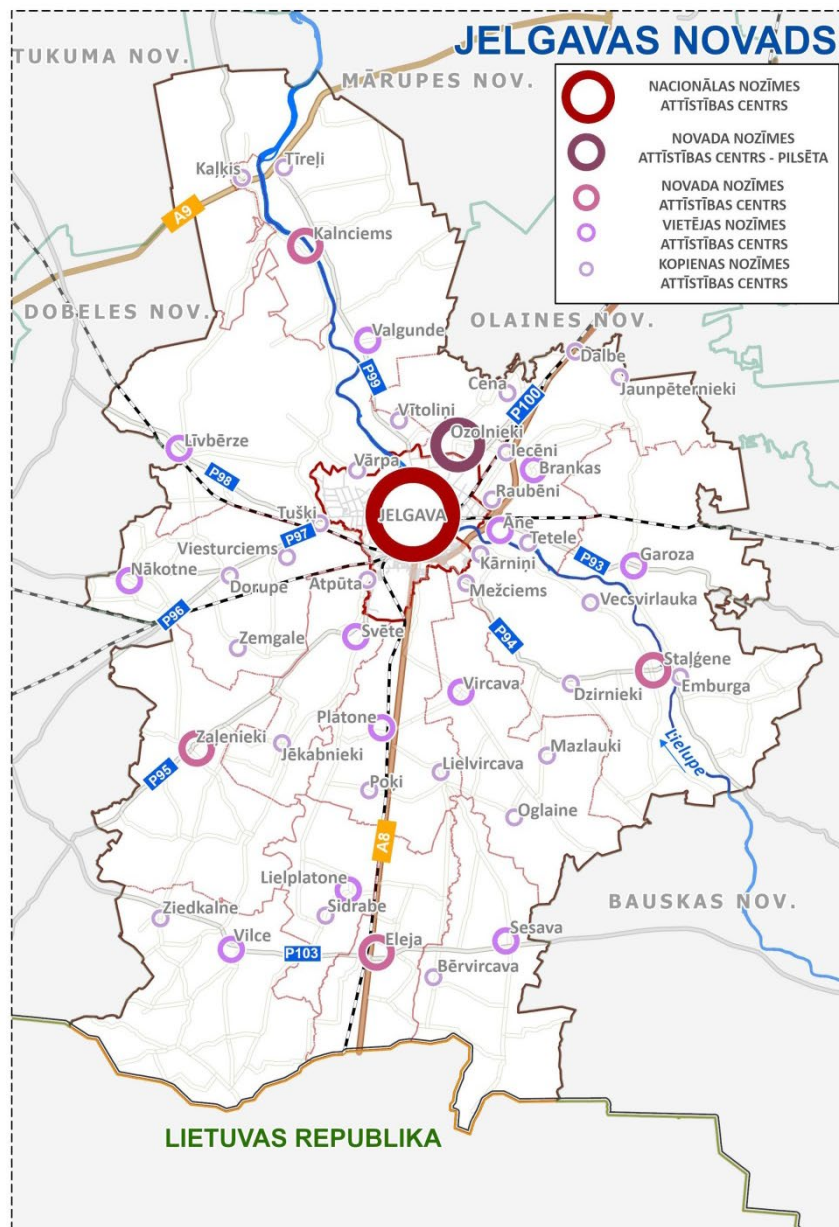 JELGAVAS NOVADS
TUKUMA NOV.
MĀRUPES NOV.
NACIONĀLAS NOZĪMES
ATTĪSTĪBAS CENTRS
NOVADA NOZĪMES
ATTĪSTĪBAS CENTRS - PILSĒTA
NOVADA NOZĪMES
ATTĪSTĪBAS CENTRS
VIETĒJAS NOZĪMES
ATTĪSTĪBAS CENTRS
KOPIENAS NOZĪMES
ATTĪSTĪBAS CENTRS
Kaļķis
Tīreļi
A9
Kalnciems
DOBELES NOV.
OLAINES NOV.
Valgunde
Dalbe
P99
Cena
Jaunpēternieki
P100
Vītoliņi
Ozolnieki
Līvbērze
Iecēni
Vārpa
Brankas
P98
Raubēni
JELGAVA
Tušķi
Āne
P97
Tetele
Viesturciems
Kārniņi
P93
Garoza
Nākotne
Dorupe
Atpūta
Mežciems
P96
Vecsvirlauka
Svēte
P94
Zemgale
Staļģene
Emburga
Vircava
Dzirnieki
Platone
Zaļenieki
Jēkabnieki
Mazlauki
Lielupe
P95
Lielvircava
Poki
Oglaine
A8
Lielplatone
BAUSKAS NOV.
Ziedkalne
Sidrabe
Vilce
Eleja
Sesava
P103
Bērvircava
LIETUVAS REPUBLIKA